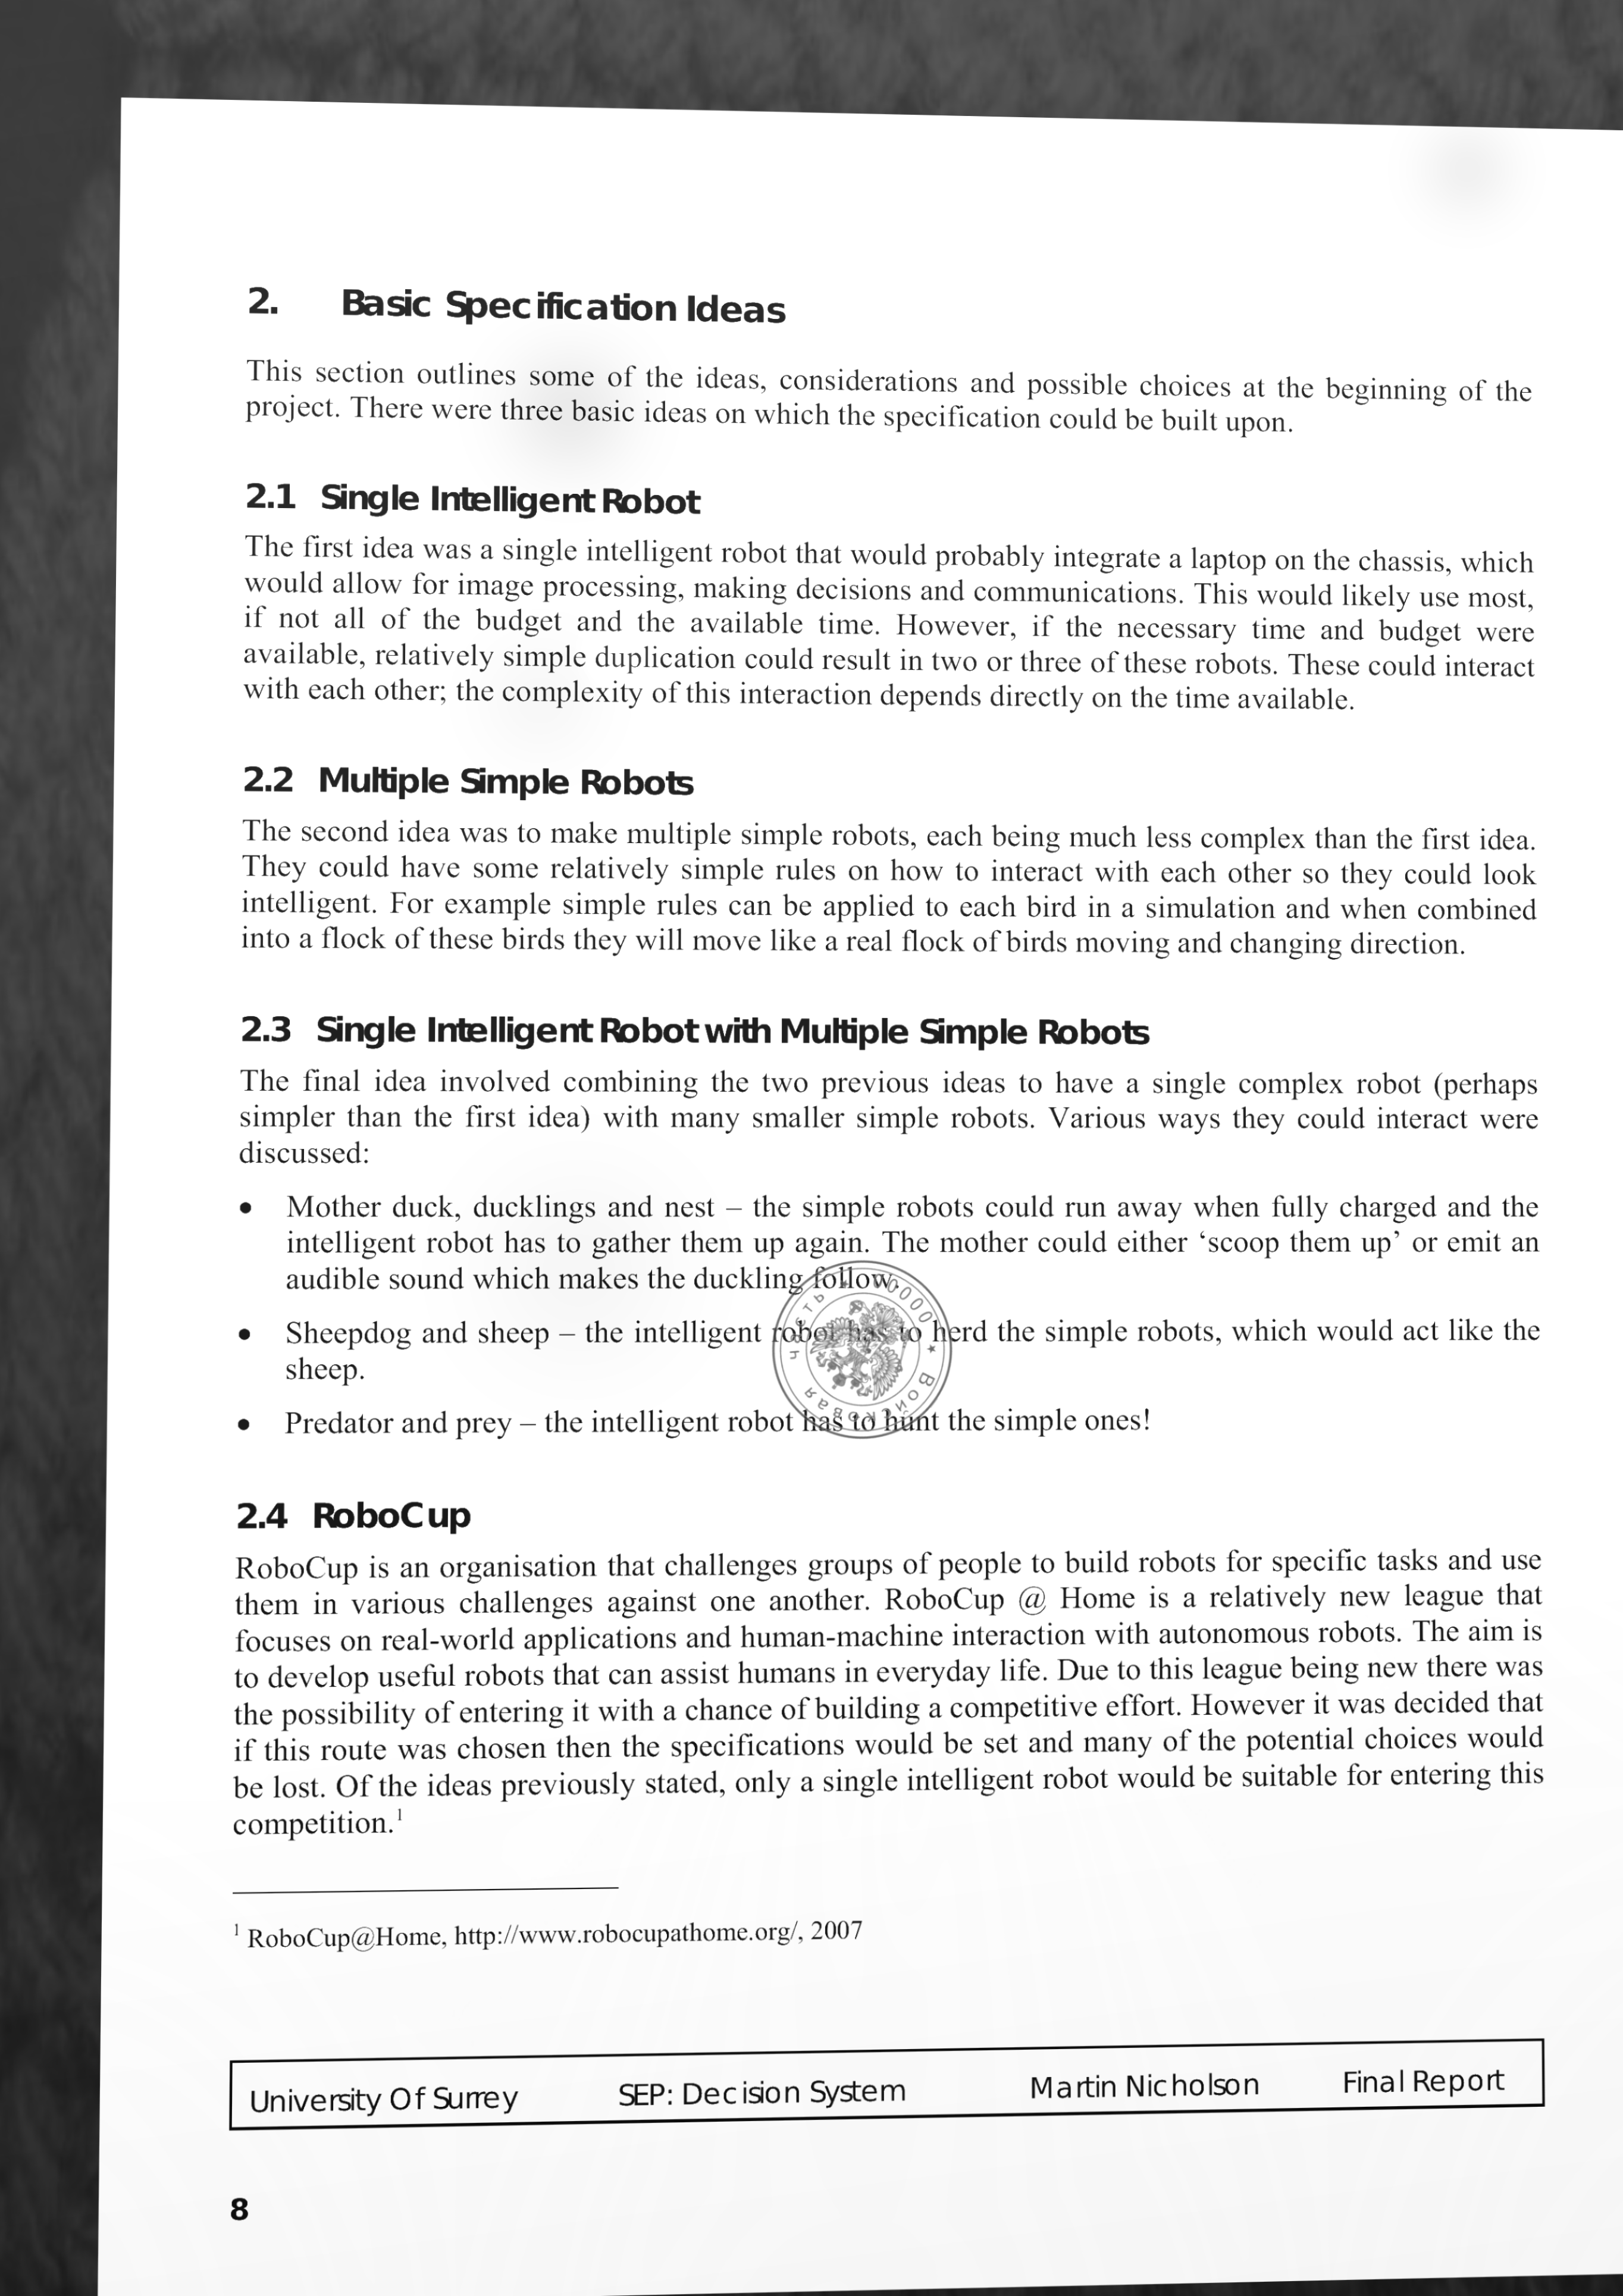 2. Basic Specification Ideas
This section outlines some of the ideas, considerations and possible choices at the beginning of the
project. There were three basic ideas on which the specification could be built upon.
2.1 Single Intelligent Robot
The first idea was a single intelligent robot that would probably integrate a laptop on the chassis, which
would allow for image processing, making decisions and communications. This would likely use most,
if not all of the budget and the available time. However, if the necessary time and budget were
available, relatively simple duplication could result in two or three of these robots. These could interact
with each other; the complexity of this interaction depends directly on the time available.
2.2 Multiple Simple Robots
The second idea was to make multiple simple robots, each being much less complex than the first idea.
They could have some relatively simple rules on how to interact with each other so they could look
intelligent. For example simple rules can be applied to each bird in a simulation and when combined
into a flock of these birds they will move like a real flock of birds moving and changing direction.
2.3 Single Intelligent Robot with Multiple Simple Robots
The final idea involved combining the two previous ideas to have a single complex robot (perhaps
simpler than the first idea) with many smaller simple robots. Various ways they could interact were
discussed:
• Mother duck, ducklings and nest – the simple robots could run away when fully charged and the
intelligent robot has to gather them up again. The mother could either ‘scoop them up’ or emit an
audible sound which makes the duckling follow.
• Sheepdog and sheep – the intelligent robot has to herd the simple robots, which would act like the
sheep.
• Predator and prey – the intelligent robot has to hunt the simple ones!
Войсковая часть ★ 00000 ★
2.4 RoboCup
RoboCup is an organisation that challenges groups of people to build robots for specific tasks and use
them in various challenges against one another. RoboCup @ Home is a relatively new league that
focuses on real-world applications and human-machine interaction with autonomous robots. The aim is
to develop useful robots that can assist humans in everyday life. Due to this league being new there was
the possibility of entering it with a chance of building a competitive effort. However it was decided that
if this route was chosen then the specifications would be set and many of the potential choices would
be lost. Of the ideas previously stated, only a single intelligent robot would be suitable for entering this
competition.1
1 RoboCup@Home, http://www.robocupathome.org/, 2007
University Of Surrey SEP: Decision System Martin Nicholson Final Report
8